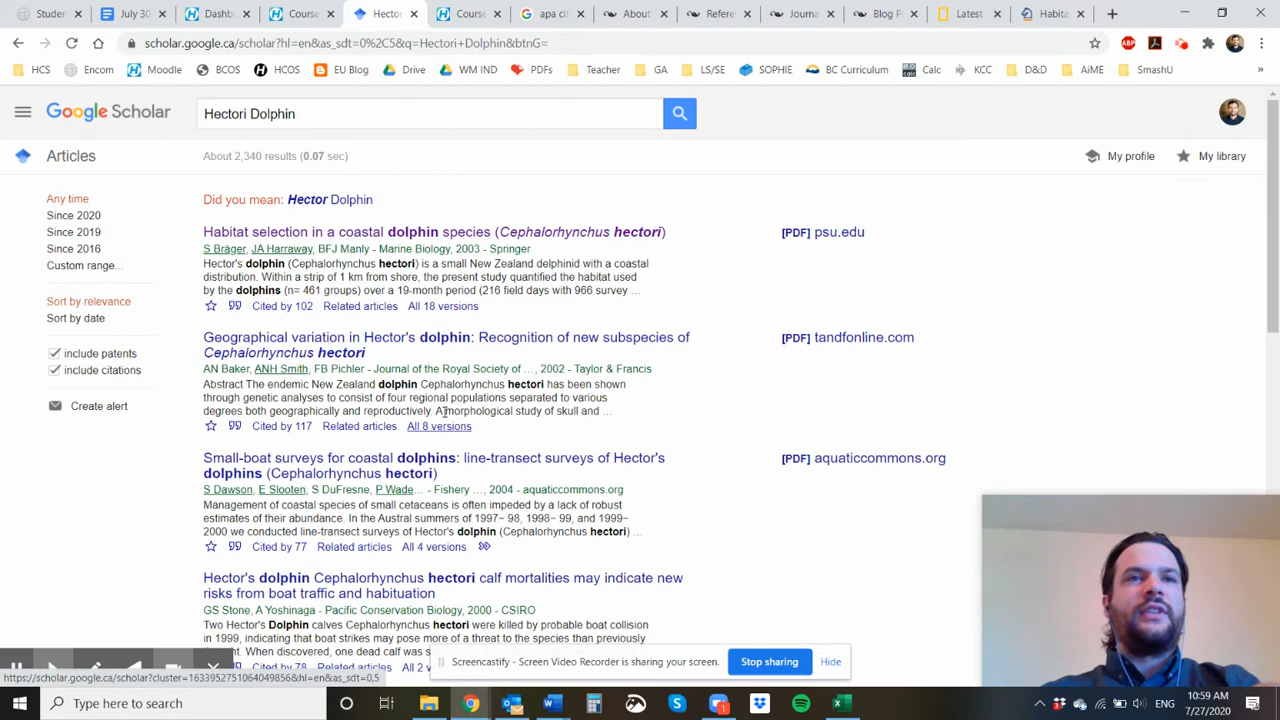 Studen
July 30
Dashb
Course
Hector
Course
apa cit
About
Refere
Journa
Blog P
Latest
Habita
scholar.google.ca/scholar?hl=en&as_sdt=0%2C5&q=Hectori+Dolphin&btnG=
HCS
Encom
Moodle
BCOS
HCOS
EU Blog
Drive
WM IND
PDFs
Teacher
GA
LS/SE
SOPHIE
BC Curriculum
Calc
KCC
D&D
AiME
SmashU
»
Google Scholar
Hectori Dolphin
Articles
About 2,340 results (0.07 sec)
My profile
My library
Any time
Since 2020
Since 2019
Since 2016
Custom range...
Sort by relevance
Sort by date
include patents
include citations
Create alert
Did you mean: Hector Dolphin
Habitat selection in a coastal dolphin species (Cephalorhynchus hectori)
[PDF] psu.edu
S Bräger, JA Harraway, BFJ Manly - Marine Biology, 2003 - Springer
Hector's dolphin (Cephalorhynchus hectori) is a small New Zealand delphinid with a coastal
distribution. Within a strip of 1 km from shore, the present study quantified the habitat used
by the dolphins (n= 461 groups) over a 19-month period (216 field days with 966 survey ...
Cited by 102 Related articles All 18 versions
Geographical variation in Hector's dolphin: Recognition of new subspecies of
Cephalorhynchus hectori
[PDF] tandfonline.com
AN Baker, ANH Smith, FB Pichler - Journal of the Royal Society of ..., 2002 - Taylor & Francis
Abstract The endemic New Zealand dolphin Cephalorhynchus hectori has been shown
through genetic analyses to consist of four regional populations separated to various
degrees both geographically and reproductively. A morphological study of skull and ...
Cited by 117 Related articles All 8 versions
Small-boat surveys for coastal dolphins: line-transect surveys of Hector's
dolphins (Cephalorhynchus hectori)
[PDF] aquaticcommons.org
S Dawson, E Slooten, S DuFresne, P Wade... - Fishery ..., 2004 - aquaticcommons.org
Management of coastal species of small cetaceans is often impeded by a lack of robust
estimates of their abundance. In the Austral summers of 1997− 98, 1998− 99, and 1999−
2000 we conducted line-transect surveys of Hector's dolphin (Cephalorhynchus hectori) ...
Cited by 77 Related articles All 4 versions
Hector's dolphin Cephalorhynchus hectori calf mortalities may indicate new
risks from boat traffic and habituation
GS Stone, A Yoshinaga - Pacific Conservation Biology, 2000 - CSIRO
Two Hector's Dolphin calves Cephalorhynchus hectori were killed by probable boat collision
in 1999, indicating that boat strikes may pose more of a threat to the species than previously
When discovered, one dead calf was s
Cited by 78 Related articles All 2 v
Screencastify - Screen Video Recorder is sharing your screen.
Stop sharing
Hide
https://scholar.google.ca/scholar?cluster=1633952751064049856&hl=en&as_sdt=0,5
Type here to search
ENG
10:59 AM
7/27/2020